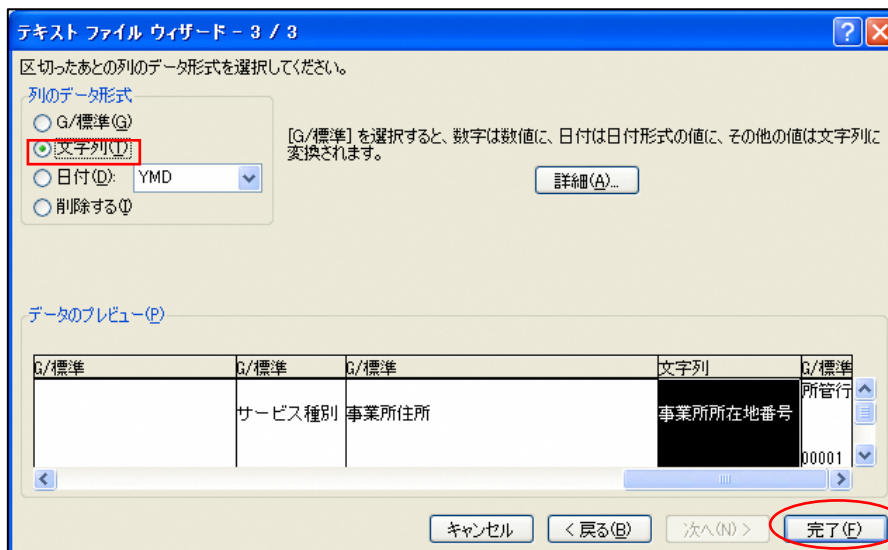 テキスト ファイル ウィザード - 3 / 3
区切ったあとの列のデータ形式を選択してください。
列のデータ形式
G/標準(G)
文字列(T)
日付(D): YMD
削除する(I)
[G/標準] を選択すると、数字は数値に、日付は日付形式の値に、その他の値は文字列に
変換されます。
詳細(A)...
データのプレビュー(P)
G/標準 G/標準 G/標準 文字列 G/標準
所管行
サービス種別 事業所住所 事業所所在地番号
00001
キャンセル < 戻る(B) 次へ(N) > 完了(F)